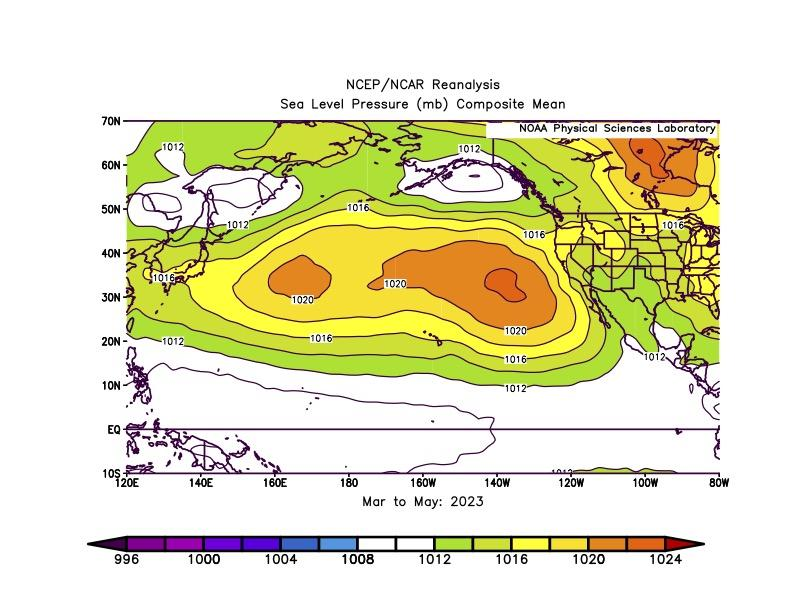 NCEP/NCAR Reanalysis
Sea Level Pressure (mb) Composite Mean
NOAA Physical Sciences Laboratory
70N
1012
1012
60N
50N
1016
1012
1016
1016
40N
1016
1020
30N
1020
1020
1012
1016
20N
1016
1012
10N
1012
EQ
10S
1012
120E 140E 160E 180 160W 140W 120W 100W 80W
Mar to May: 2023
996 1000 1004 1008 1012 1016 1020 1024